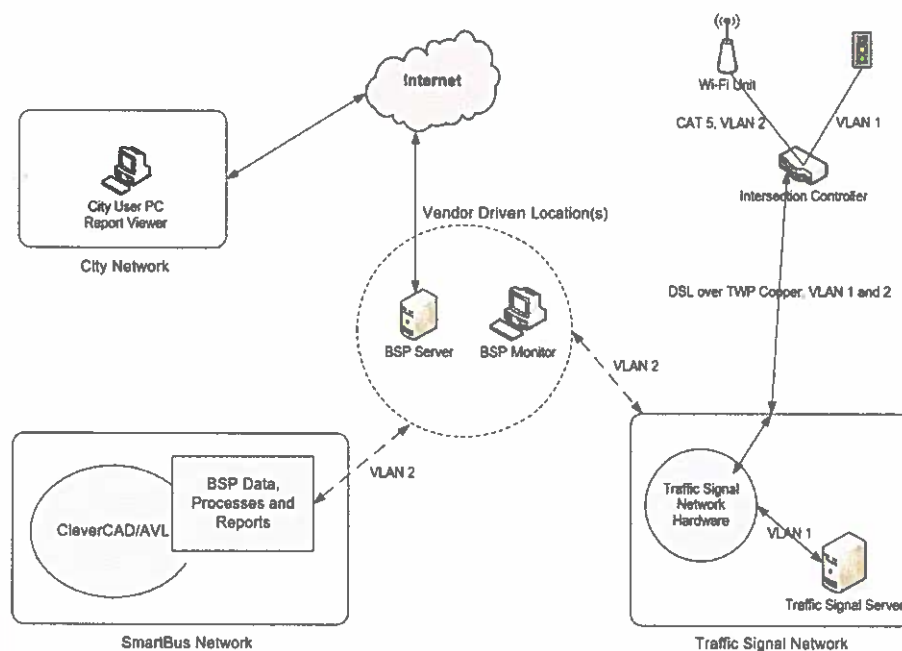 Internet
Wi-Fi Unit
CAT 5, VLAN 2
VLAN 1
Intersection Controller
City User PC
Report Viewer
City Network
Vendor Driven Location(s)
DSL over TWP Copper, VLAN 1 and 2
BSP Server
BSP Monitor
VLAN 2
VLAN 2
BSP Data,
Processes and
Reports
CleverCAD/AVL
Traffic Signal
Network
Hardware
VLAN 1
Traffic Signal Server
SmartBus Network
Traffic Signal Network